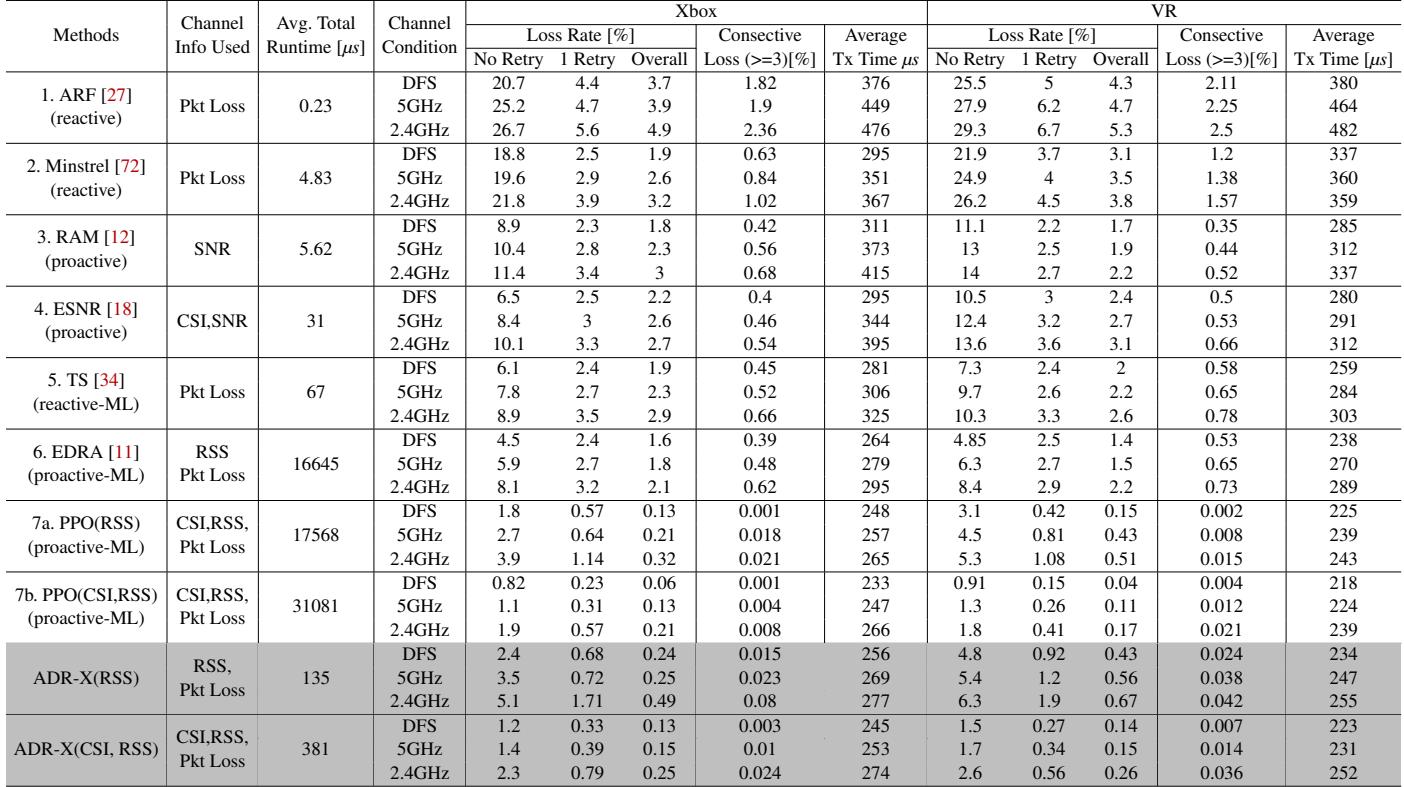 Methods Channel Info Used Avg. Total Runtime [μs] Channel Condition Xbox VR
Loss Rate [%] Consective Loss (>=3)[%] Average Tx Time μs Loss Rate [%] Consective Loss (>=3)[%] Average Tx Time [μs]
No Retry 1 Retry Overall No Retry 1 Retry Overall
1. ARF [27] (reactive) Pkt Loss 0.23
DFS 20.7 4.4 3.7 1.82 376 25.5 5 4.3 2.11 380
5GHz 25.2 4.7 3.9 1.9 449 27.9 6.2 4.7 2.25 464
2.4GHz 26.7 5.6 4.9 2.36 476 29.3 6.7 5.3 2.5 482
2. Minstrel [72] (reactive) Pkt Loss 4.83
DFS 18.8 2.5 1.9 0.63 295 21.9 3.7 3.1 1.2 337
5GHz 19.6 2.9 2.6 0.84 351 24.9 4 3.5 1.38 360
2.4GHz 21.8 3.9 3.2 1.02 367 26.2 4.5 3.8 1.57 359
3. RAM [12] (proactive) SNR 5.62
DFS 8.9 2.3 1.8 0.42 311 11.1 2.2 1.7 0.35 285
5GHz 10.4 2.8 2.3 0.56 373 13 2.5 1.9 0.44 312
2.4GHz 11.4 3.4 3 0.68 415 14 2.7 2.2 0.52 337
4. ESNR [18] (proactive) CSI,SNR 31
DFS 6.5 2.5 2.2 0.4 295 10.5 3 2.4 0.5 280
5GHz 8.4 3 2.6 0.46 344 12.4 3.2 2.7 0.53 291
2.4GHz 10.1 3.3 2.7 0.54 395 13.6 3.6 3.1 0.66 312
5. TS [34] (reactive-ML) Pkt Loss 67
DFS 6.1 2.4 1.9 0.45 281 7.3 2.4 2 0.58 259
5GHz 7.8 2.7 2.3 0.52 306 9.7 2.6 2.2 0.65 284
2.4GHz 8.9 3.5 2.9 0.66 325 10.3 3.3 2.6 0.78 303
6. EDRA [11] (proactive-ML) RSS Pkt Loss 16645
DFS 4.5 2.4 1.6 0.39 264 4.85 2.5 1.4 0.53 238
5GHz 5.9 2.7 1.8 0.48 279 6.3 2.7 1.5 0.65 270
2.4GHz 8.1 3.2 2.1 0.62 295 8.4 2.9 2.2 0.73 289
7a. PPO(RSS) (proactive-ML) CSI,RSS, Pkt Loss 17568
DFS 1.8 0.57 0.13 0.001 248 3.1 0.42 0.15 0.002 225
5GHz 2.7 0.64 0.21 0.018 257 4.5 0.81 0.43 0.008 239
2.4GHz 3.9 1.14 0.32 0.021 265 5.3 1.08 0.51 0.015 243
7b. PPO(CSI,RSS) (proactive-ML) CSI,RSS, Pkt Loss 31081
DFS 0.82 0.23 0.06 0.001 233 0.91 0.15 0.04 0.004 218
5GHz 1.1 0.31 0.13 0.004 247 1.3 0.26 0.11 0.012 224
2.4GHz 1.9 0.57 0.21 0.008 266 1.8 0.41 0.17 0.021 239
ADR-X(RSS) RSS, Pkt Loss 135
DFS 2.4 0.68 0.24 0.015 256 4.8 0.92 0.43 0.024 234
5GHz 3.5 0.72 0.25 0.023 269 5.4 1.2 0.56 0.038 247
2.4GHz 5.1 1.71 0.49 0.08 277 6.3 1.9 0.67 0.042 255
ADR-X(CSI, RSS) CSI,RSS, Pkt Loss 381
DFS 1.2 0.33 0.13 0.003 245 1.5 0.27 0.14 0.007 223
5GHz 1.4 0.39 0.15 0.01 253 1.7 0.34 0.15 0.014 231
2.4GHz 2.3 0.79 0.25 0.024 274 2.6 0.56 0.26 0.036 252